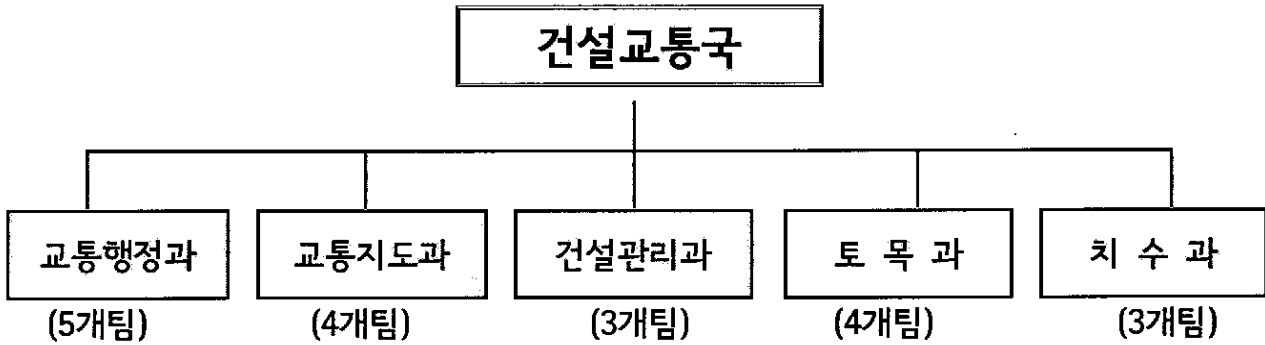 건설교통국
교통행정과 교통지도과 건설관리과 토 목 과 치 수 과
(5개팀) (4개팀) (3개팀) (4개팀) (3개팀)